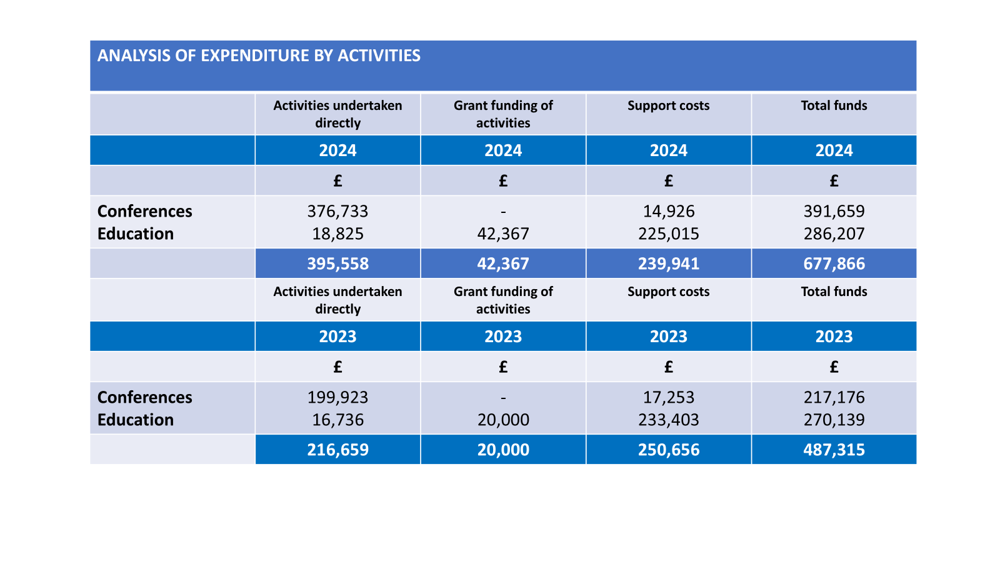 ANALYSIS OF EXPENDITURE BY ACTIVITIES
Activities undertaken directly Grant funding of activities Support costs Total funds
2024 2024 2024 2024
£ £ £ £
Conferences 376,733 - 14,926 391,659
Education 18,825 42,367 225,015 286,207
395,558 42,367 239,941 677,866
Activities undertaken directly Grant funding of activities Support costs Total funds
2023 2023 2023 2023
£ £ £ £
Conferences 199,923 - 17,253 217,176
Education 16,736 20,000 233,403 270,139
216,659 20,000 250,656 487,315